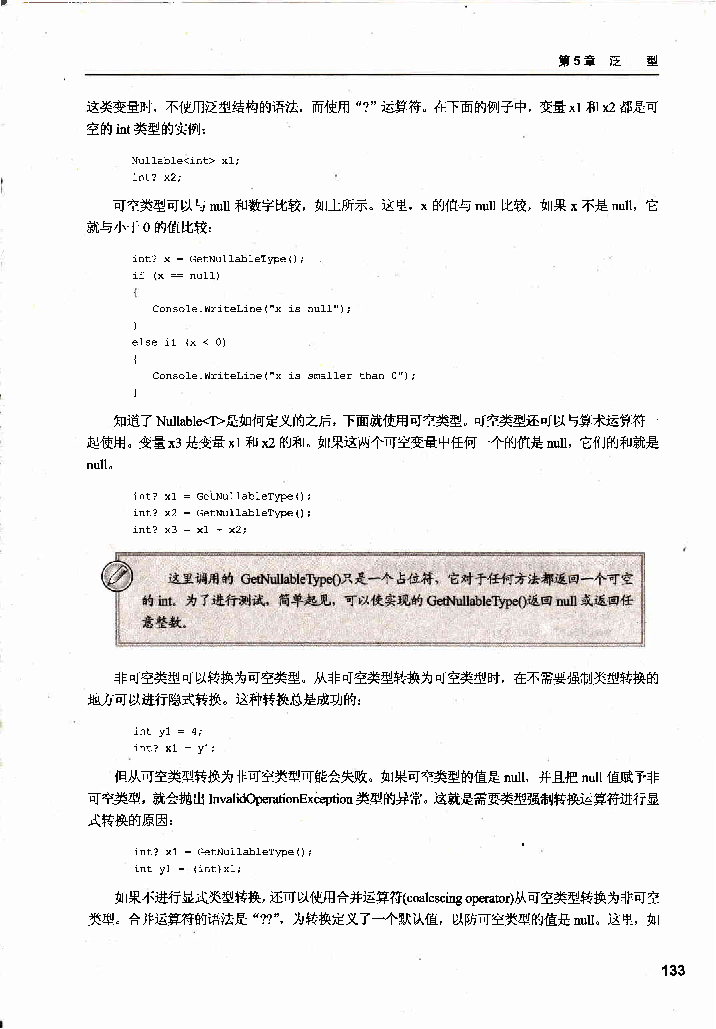 第5章 泛 型
这类变量时，不使用泛型结构的语法，而使用“?”运算符。在下面的例子中，变量 x1 和 x2 都是可
空的 int 类型的实例：
Nullable<int> x1;
int? x2;
可空类型可以与 null 和数字比较，如上所示。这里，x 的值与 null 比较，如果 x 不是 null，它
就与小于 0 的值比较：
int? x = GetNullableType();
if (x == null)
{
Console.WriteLine("x is null");
}
else if (x < 0)
{
Console.WriteLine("x is smaller than 0");
}
知道了 Nullable<T>是如何定义的之后，下面就使用可空类型。可空类型还可以与算术运算符一
起使用。变量 x3 是变量 x1 和 x2 的和。如果这两个可空变量中任何一个的值是 null，它们的和就是
null。
int? x1 = GetNullableType();
int? x2 = GetNullableType();
int? x3 = x1 + x2;
这里调用的 GetNullableType()只是一个占位符，它对于任何方法都返回一个可空
的 int。为了进行测试，简单起见，可以使实现的 GetNullableType()返回 null 或返回任
意整数。
非可空类型可以转换为可空类型。从非可空类型转换为可空类型时，在不需要强制类型转换的
地方可以进行隐式转换。这种转换总是成功的：
int y1 = 4;
int? x1 = y1;
但从可空类型转换为非可空类型可能会失败。如果可空类型的值是 null，并且把 null 值赋予非
可空类型，就会抛出 InvalidOperationException 类型的异常。这就是需要类型强制转换运算符进行显
式转换的原因：
int? x1 = GetNullableType();
int y1 = (int)x1;
如果不进行显式类型转换，还可以使用合并运算符(coalescing operator)从可空类型转换为非可空
类型。合并运算符的语法是“??”，为转换定义了一个默认值，以防可空类型的值是 null。这里，如
133